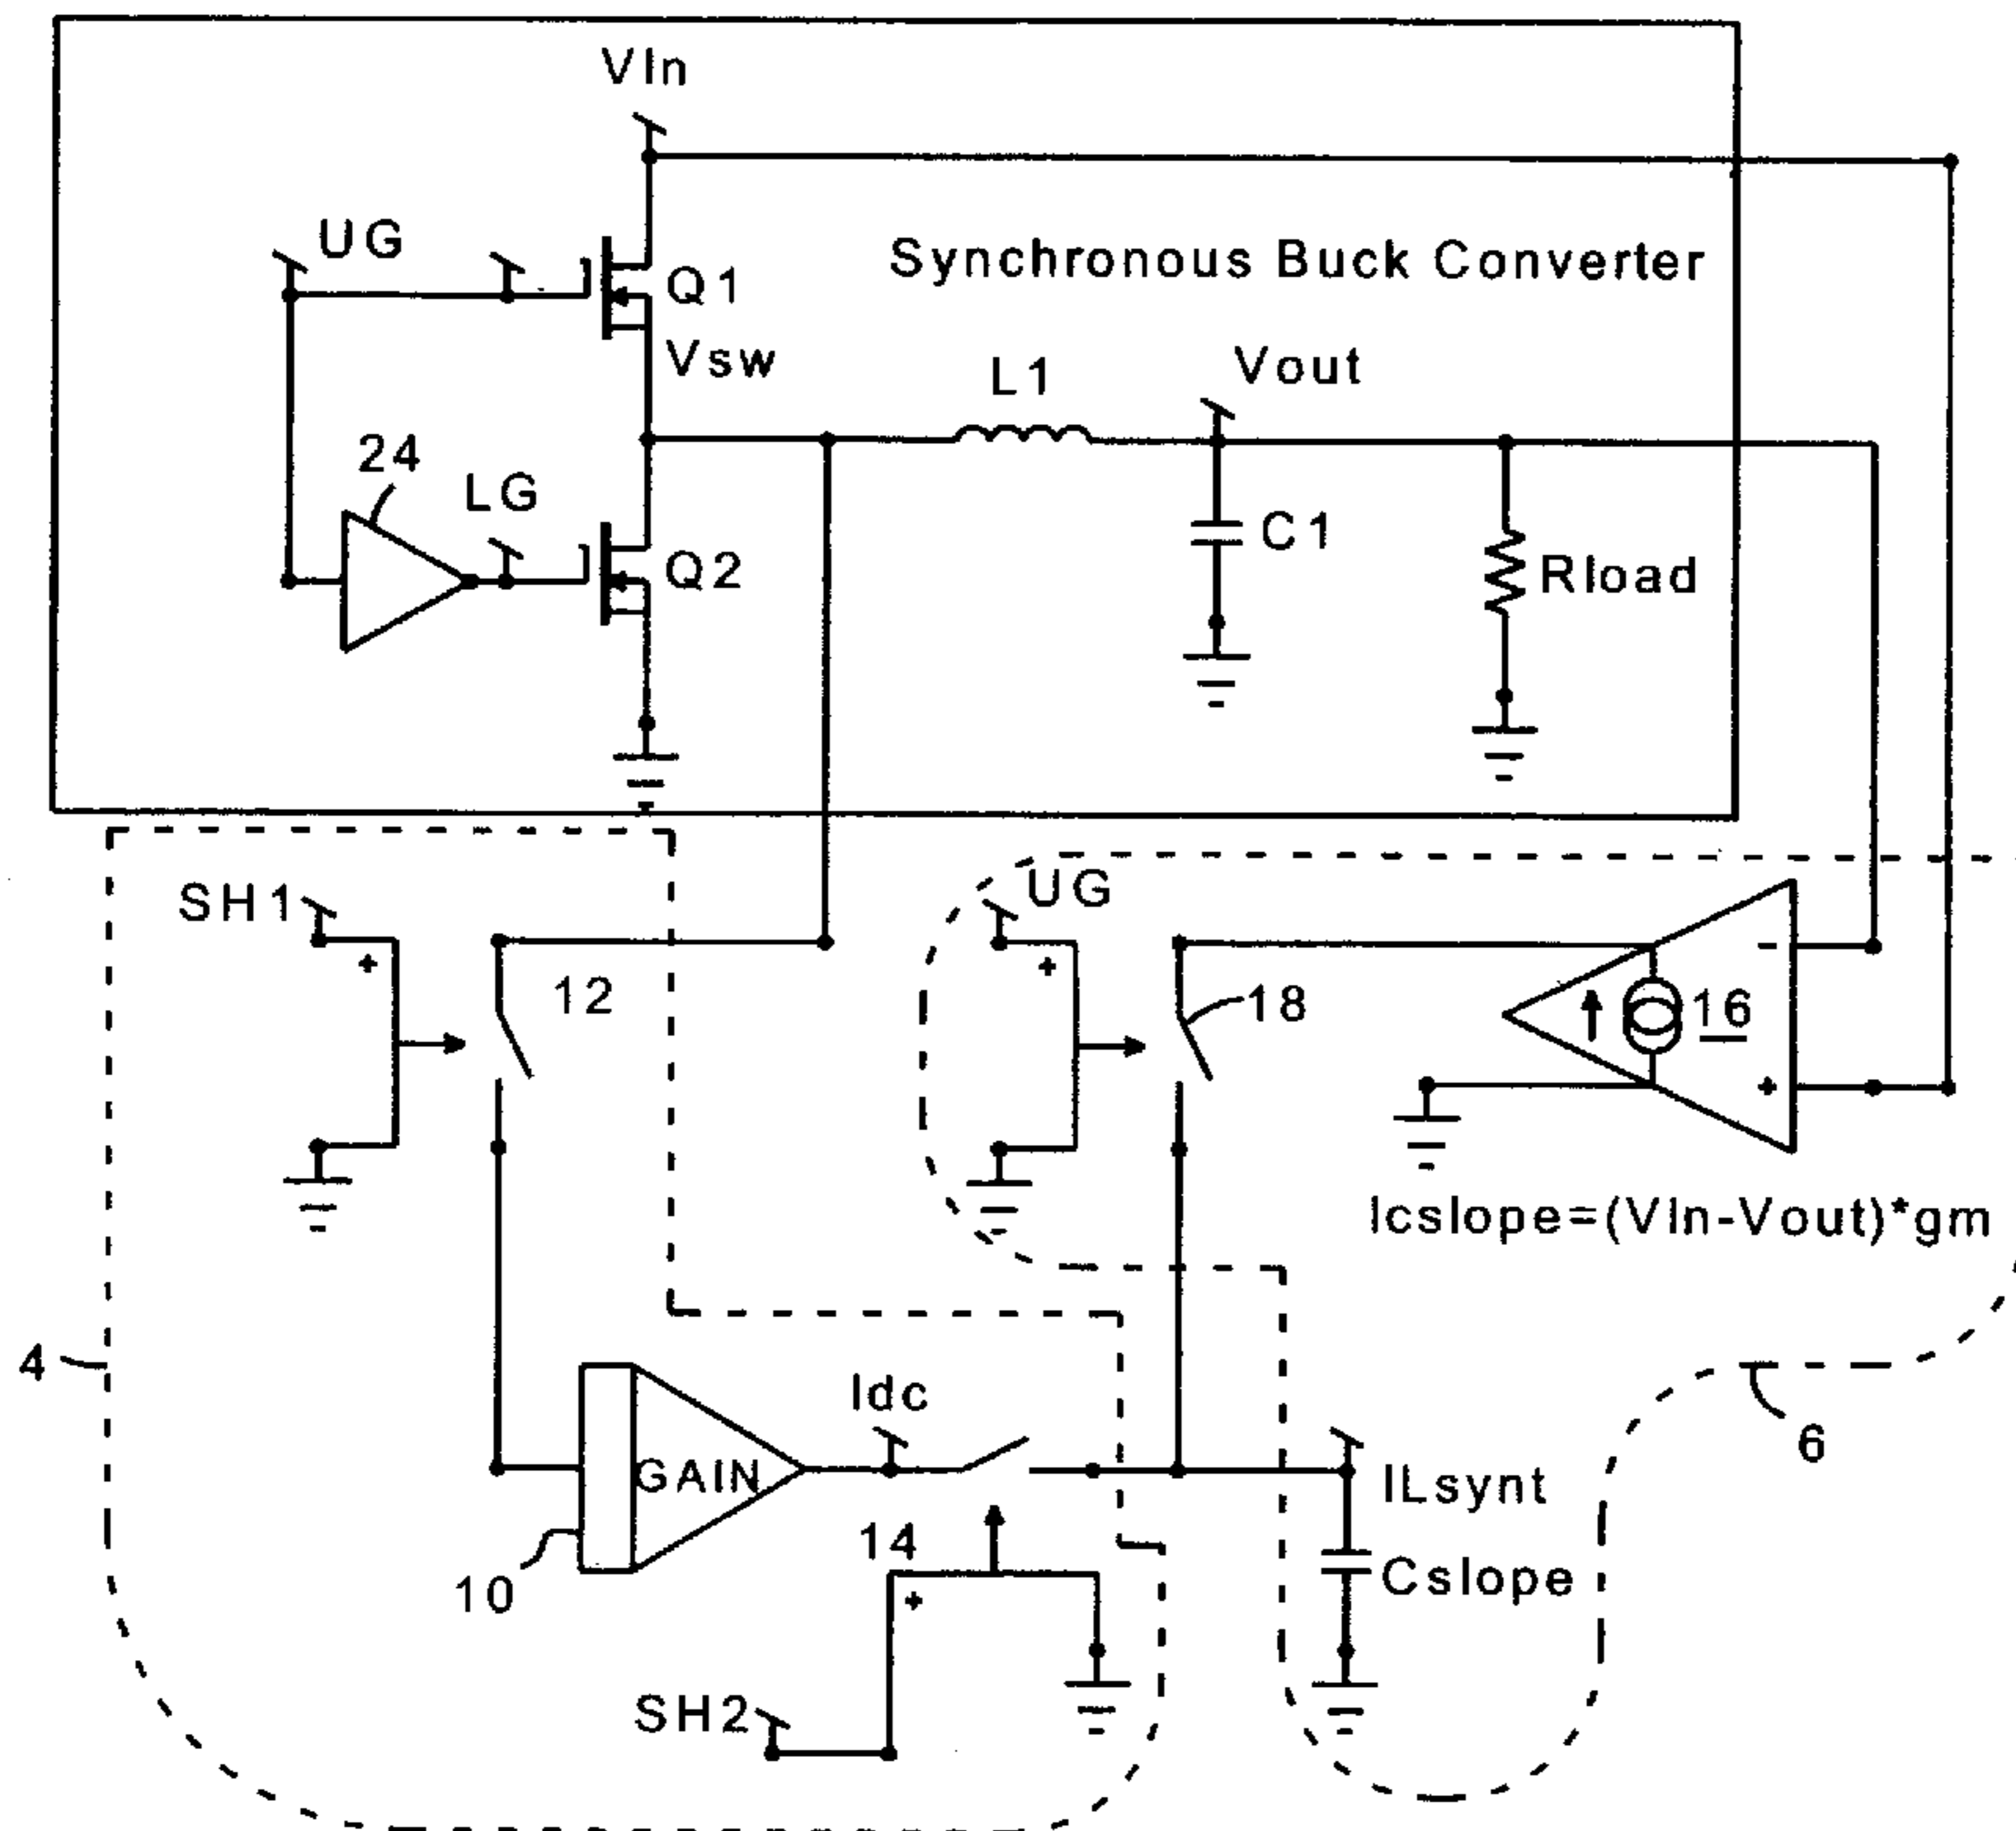 VIn
UG
Q1
Synchronous Buck Converter
Vsw
L1
Vout
24
LG
Q2
C1
Rload
SH1
+
12
UG
+
18
-
16
+
Icslope=(VIn-Vout)*gm
4
Idc
GAIN
6
ILsynt
10
14
+
Cslope
SH2